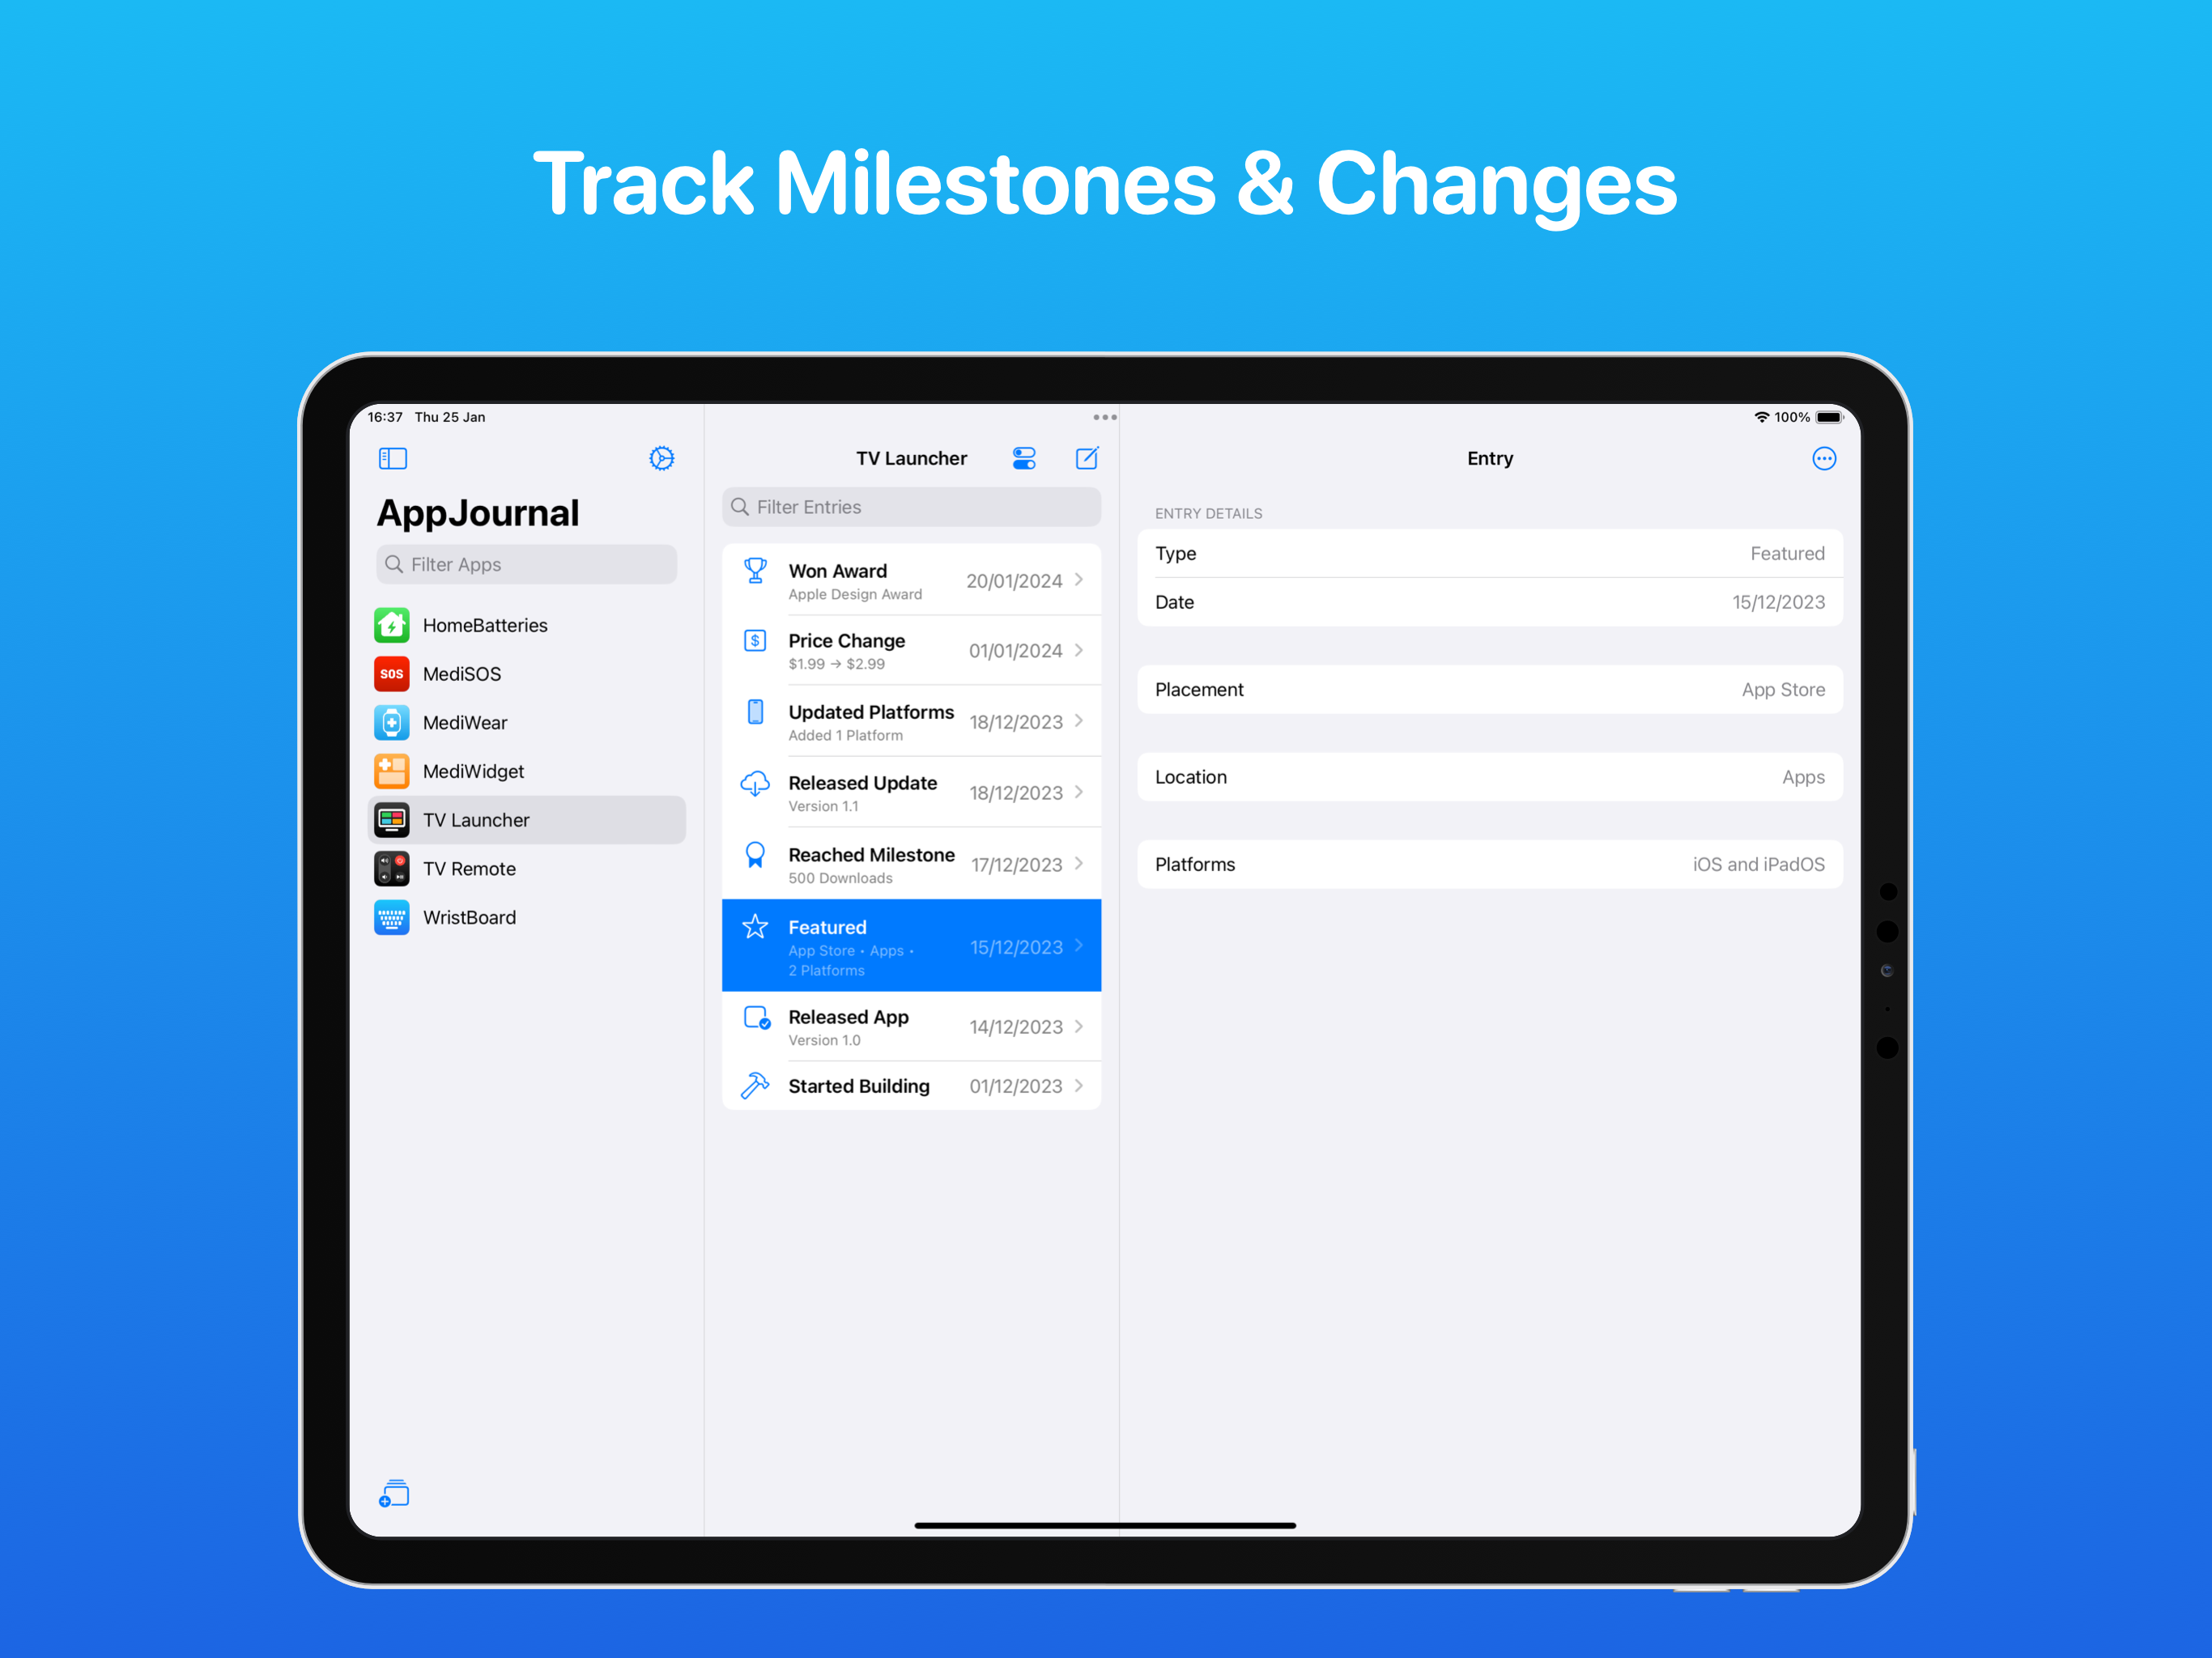 Track Milestones & Changes
16:37 Thu 25 Jan
100%
AppJournal
Filter Apps
HomeBatteries
SOS
MediSOS
MediWear
MediWidget
TV Launcher
TV Remote
WristBoard
TV Launcher
Filter Entries
Won Award
Apple Design Award
20/01/2024
$
Price Change
$1.99 → $2.99
01/01/2024
Updated Platforms
Added 1 Platform
18/12/2023
Released Update
Version 1.1
18/12/2023
Reached Milestone
500 Downloads
17/12/2023
Featured
App Store • Apps •
2 Platforms
15/12/2023
Released App
Version 1.0
14/12/2023
Started Building
01/12/2023
Entry
ENTRY DETAILS
Type Featured
Date 15/12/2023
Placement App Store
Location Apps
Platforms iOS and iPadOS